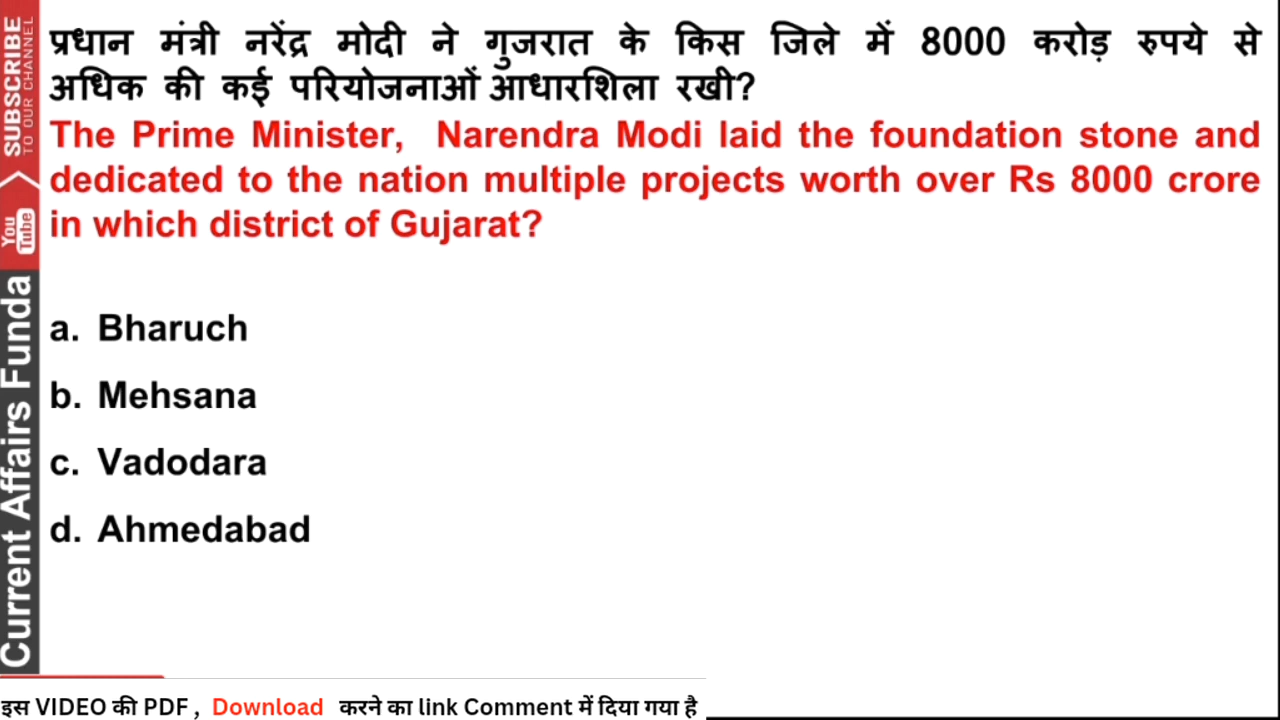 प्रधान मंत्री नरेंद्र मोदी ने गुजरात के किस जिले में 8000 करोड़ रुपये से
अधिक की कई परियोजनाओं आधारशिला रखी?
The Prime Minister, Narendra Modi laid the foundation stone and
dedicated to the nation multiple projects worth over Rs 8000 crore
in which district of Gujarat?
a. Bharuch
b. Mehsana
c. Vadodara
d. Ahmedabad
SUBSCRIBE
TO OUR CHANNEL
You Tube
Current Affairs Funda
इस VIDEO की PDF , Download करने का link Comment में दिया गया है